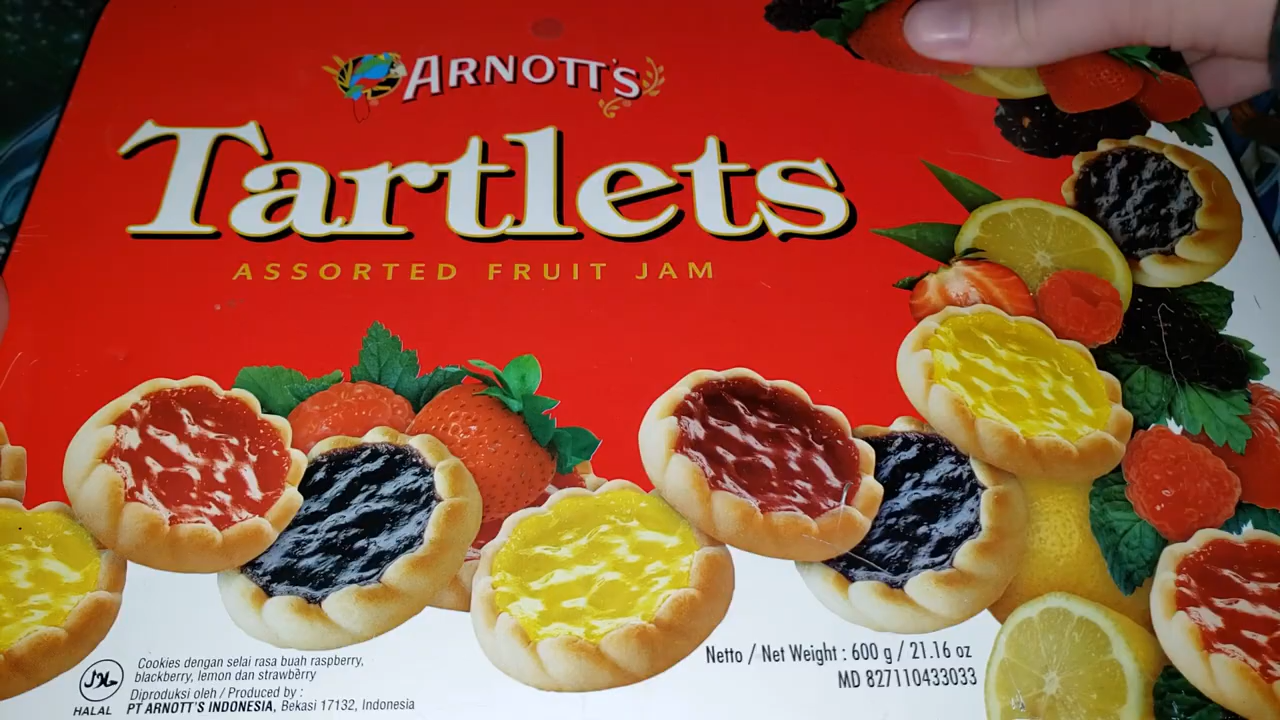 ARNOTT'S
Tartlets
ASSORTED FRUIT JAM
Netto / Net Weight : 600 g / 21.16 oz
MD 827110433033
Cookies dengan selai rasa buah raspberry,
blackberry, lemon dan strawberry
Diproduksi oleh / Produced by :
PT ARNOTT'S INDONESIA, Bekasi 17132, Indonesia
HALAL